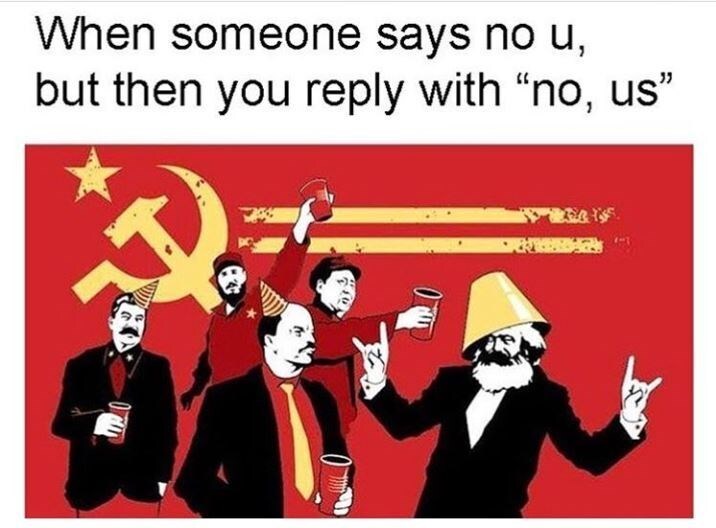 When someone says no u,
but then you reply with “no, us”